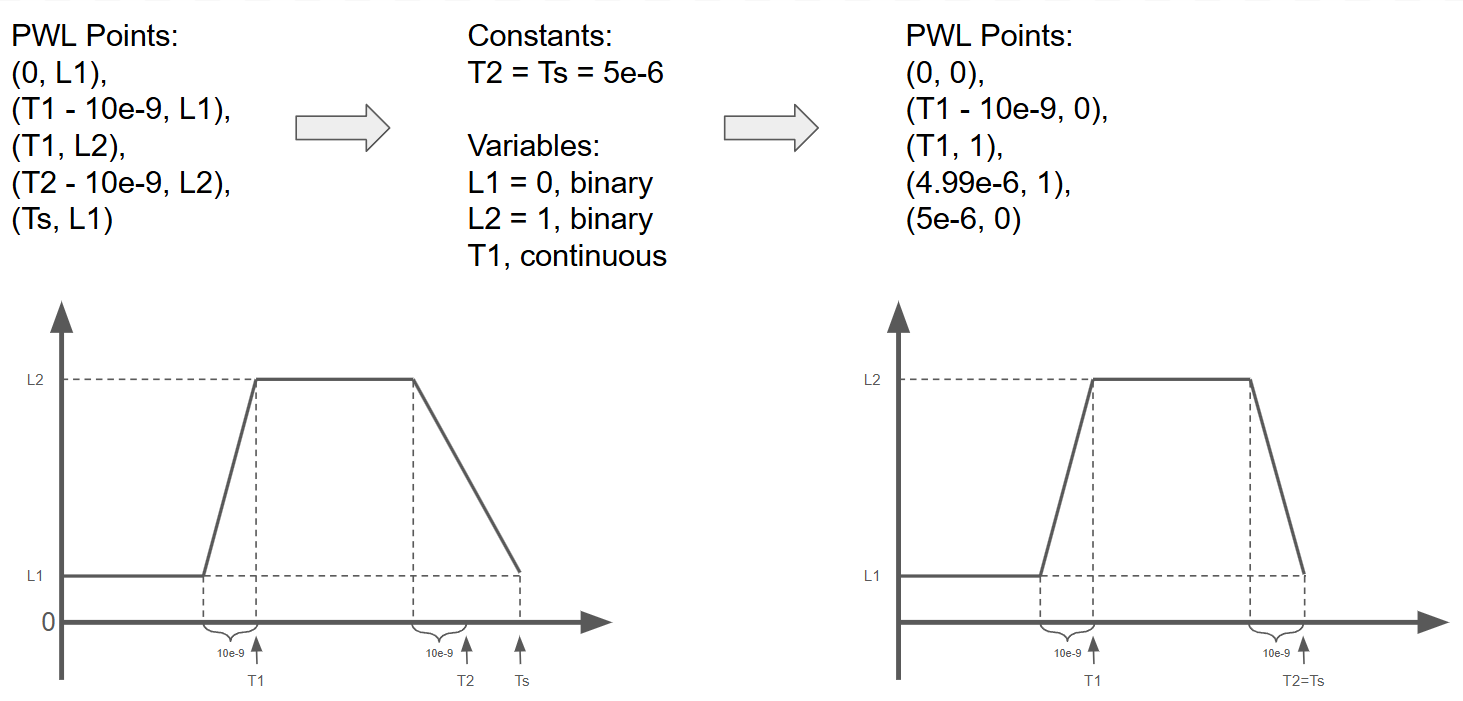 PWL Points:
(0, L1),
(T1 - 10e-9, L1),
(T1, L2),
(T2 - 10e-9, L2),
(Ts, L1)
Constants:
T2 = Ts = 5e-6
Variables:
L1 = 0, binary
L2 = 1, binary
T1, continuous
PWL Points:
(0, 0),
(T1 - 10e-9, 0),
(T1, 1),
(4.99e-6, 1),
(5e-6, 0)
L2
L1
0
10e-9
10e-9
T1
T2
Ts
L2
L1
10e-9
10e-9
T1
T2=Ts